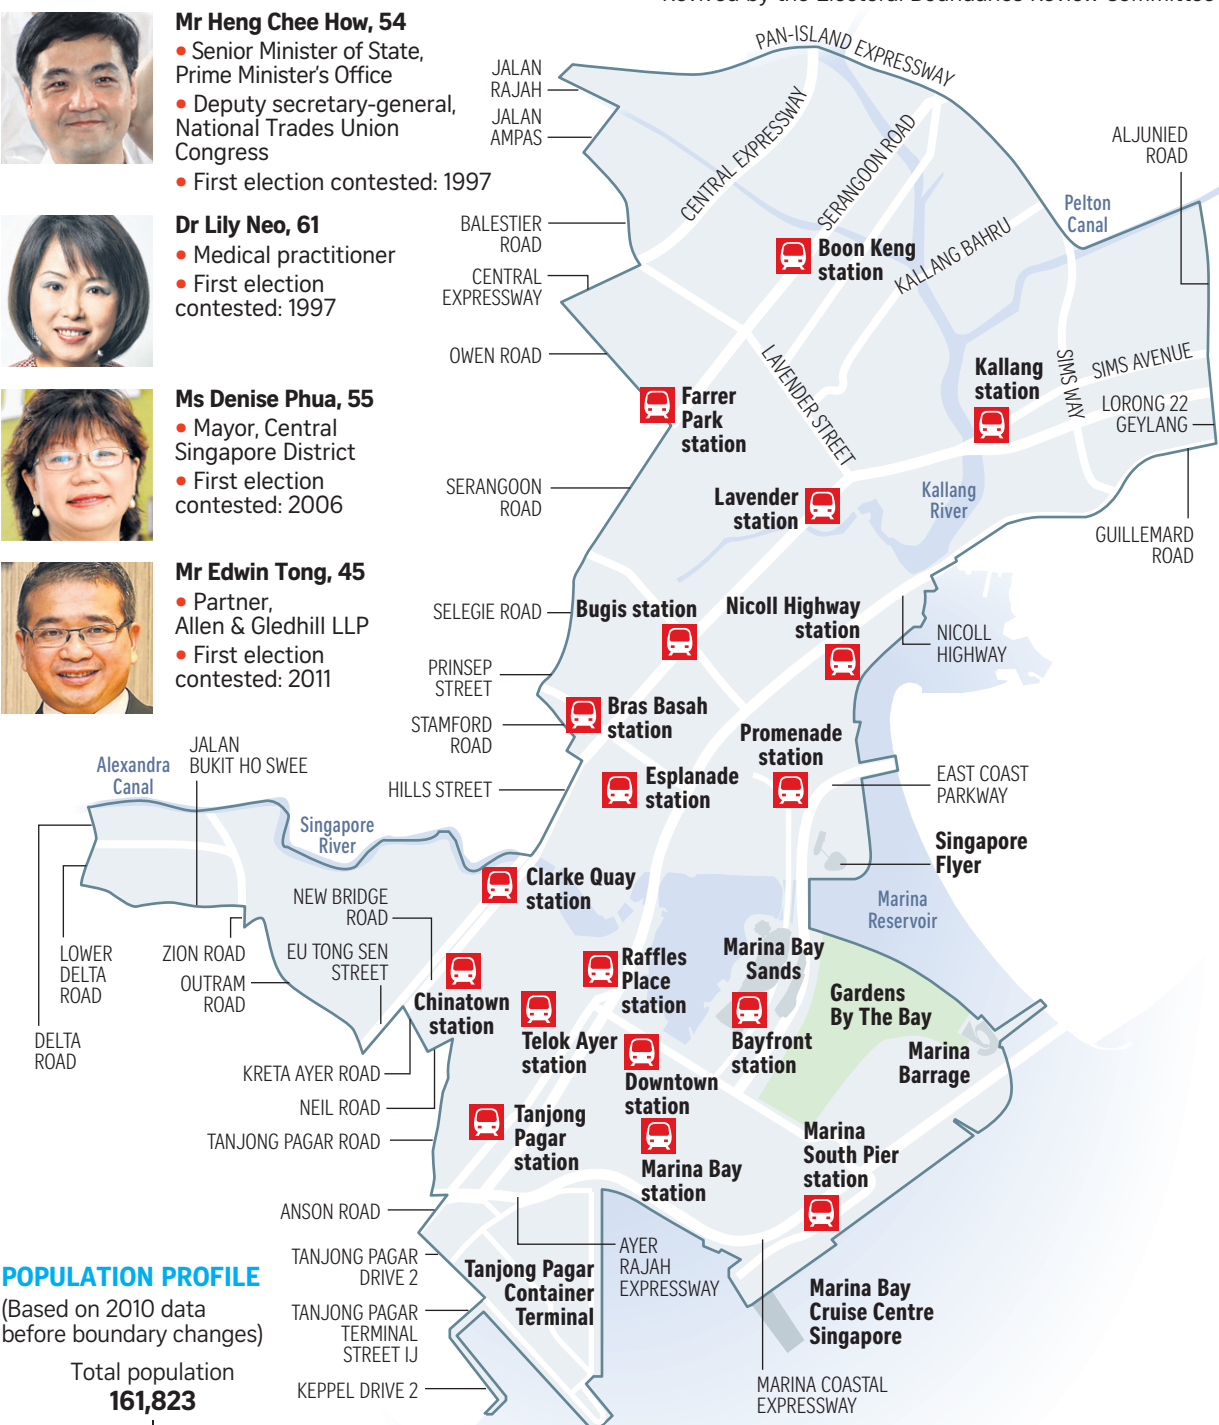 Revived by the Electoral Boundaries Review Committee
Mr Heng Chee How, 54
• Senior Minister of State,
Prime Minister's Office
• Deputy secretary-general,
National Trades Union
Congress
• First election contested: 1997
Dr Lily Neo, 61
• Medical practitioner
• First election
contested: 1997
Ms Denise Phua, 55
• Mayor, Central
Singapore District
• First election
contested: 2006
Mr Edwin Tong, 45
• Partner,
Allen & Gledhill LLP
• First election
contested: 2011
PAN-ISLAND EXPRESSWAY
JALAN
RAJAH
JALAN
AMPAS
CENTRAL EXPRESSWAY
SERANGOON ROAD
ALJUNIED
ROAD
Pelton
Canal
BALESTIER
ROAD
Boon Keng
station
KALLANG BAHRU
CENTRAL
EXPRESSWAY
OWEN ROAD
LAVENDER STREET
Kallang
station
SIMS WAY
SIMS AVENUE
LORONG 22
GEYLANG
Farrer
Park
station
SERANGOON
ROAD
Lavender
station
Kallang
River
GUILLEMARD
ROAD
SELEGIE ROAD
Bugis station
Nicoll Highway
station
NICOLL
HIGHWAY
PRINSEP
STREET
Bras Basah
station
STAMFORD
ROAD
Promenade
station
HILLS STREET
Esplanade
station
EAST COAST
PARKWAY
Singapore
Flyer
Alexandra
Canal
JALAN
BUKIT HO SWEE
Singapore
River
Clarke Quay
station
Marina
Reservoir
NEW BRIDGE
ROAD
LOWER
DELTA
ROAD
ZION ROAD
EU TONG SEN
STREET
OUTRAM
ROAD
DELTA
ROAD
Chinatown
station
Raffles
Place
station
Marina Bay
Sands
Gardens
By The Bay
Telok Ayer
station
Bayfront
station
Marina
Barrage
KRETA AYER ROAD
Downtown
station
NEIL ROAD
TANJONG PAGAR ROAD
Tanjong
Pagar
station
Marina Bay
station
Marina
South Pier
station
ANSON ROAD
TANJONG PAGAR
DRIVE 2
Tanjong Pagar
Container
Terminal
AYER
RAJAH
EXPRESSWAY
TANJONG PAGAR
TERMINAL
STREET IJ
KEPPEL DRIVE 2
Marina Bay
Cruise Centre
Singapore
MARINA COASTAL
EXPRESSWAY
POPULATION PROFILE
(Based on 2010 data
before boundary changes)
Total population
161,823